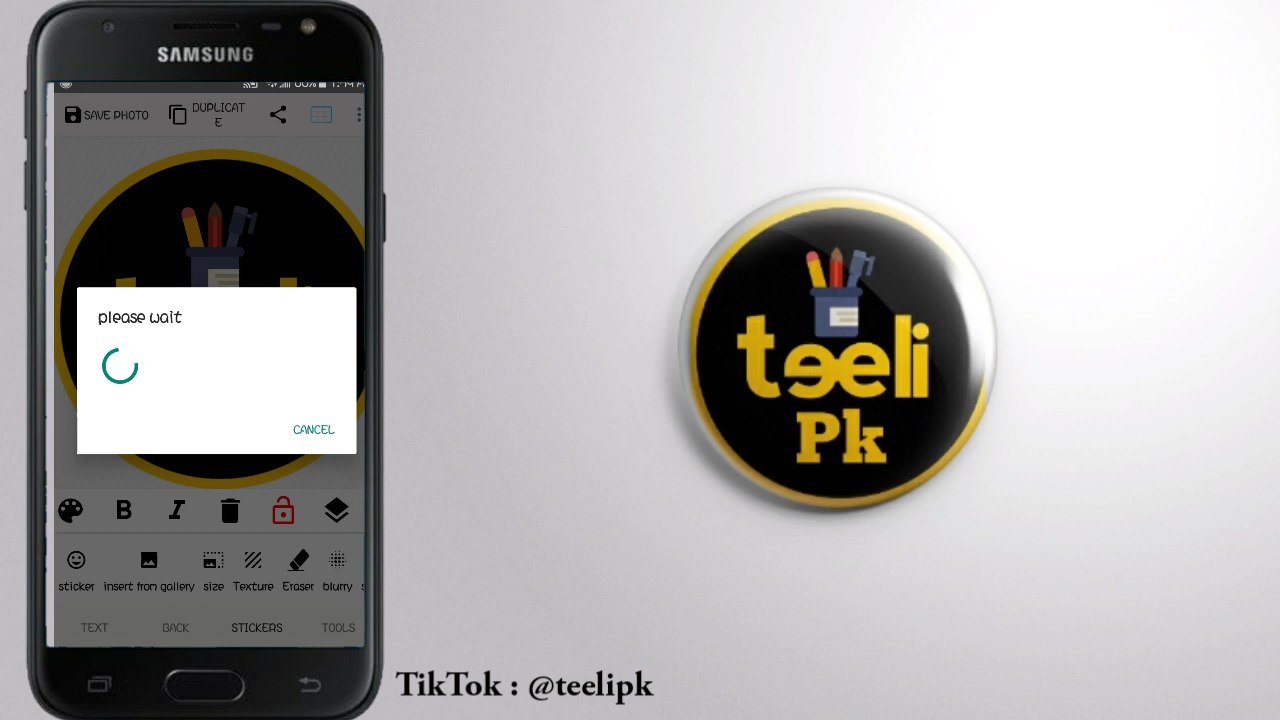 SAMSUNG
SAVE PHOTO
DUPLICAT
E
please wait
CANCEL
sticker
insert from gallery
size
Texture
Eraser
blurry
TEXT
BACK
STICKERS
TOOLS
teeli
Pk
TikTok : @teelipk